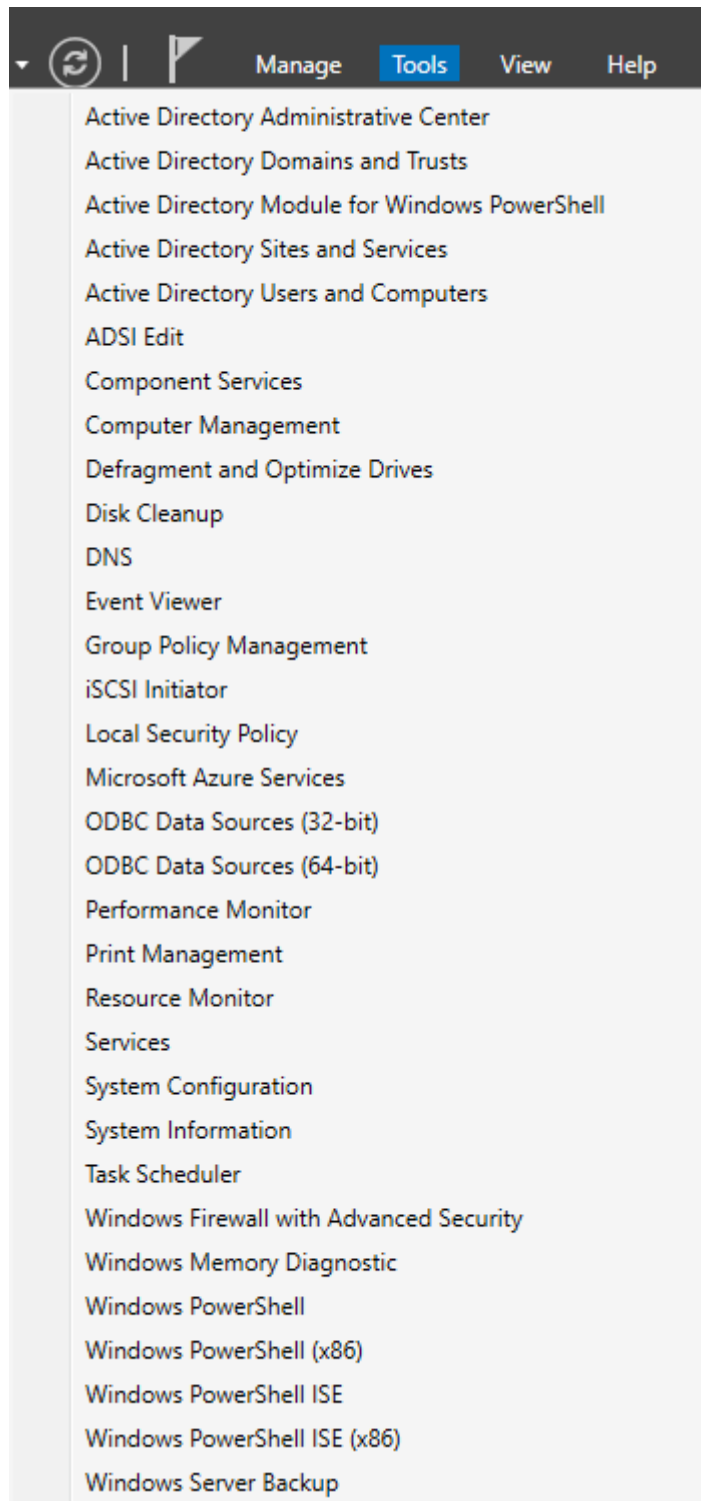 Manage Tools View Help
Active Directory Administrative Center
Active Directory Domains and Trusts
Active Directory Module for Windows PowerShell
Active Directory Sites and Services
Active Directory Users and Computers
ADSI Edit
Component Services
Computer Management
Defragment and Optimize Drives
Disk Cleanup
DNS
Event Viewer
Group Policy Management
iSCSI Initiator
Local Security Policy
Microsoft Azure Services
ODBC Data Sources (32-bit)
ODBC Data Sources (64-bit)
Performance Monitor
Print Management
Resource Monitor
Services
System Configuration
System Information
Task Scheduler
Windows Firewall with Advanced Security
Windows Memory Diagnostic
Windows PowerShell
Windows PowerShell (x86)
Windows PowerShell ISE
Windows PowerShell ISE (x86)
Windows Server Backup